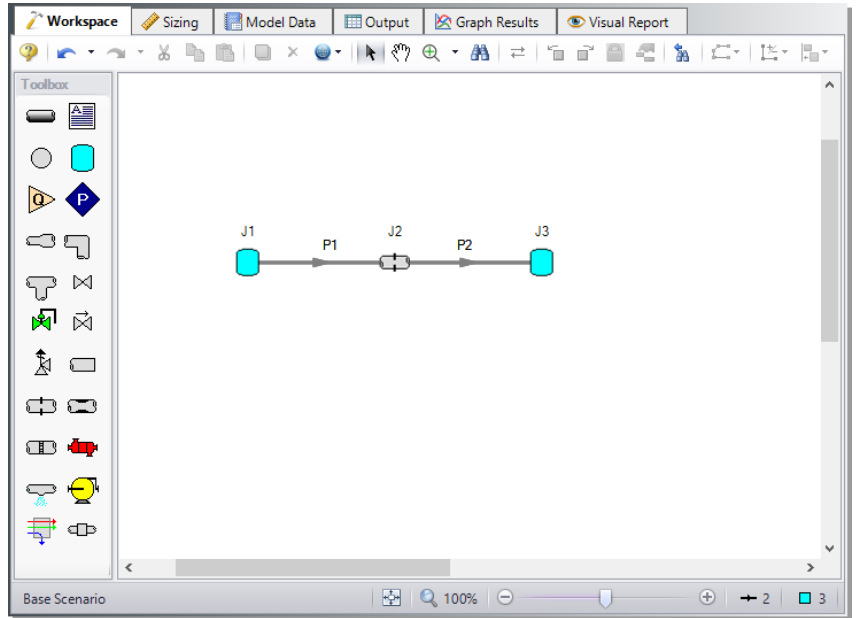 Workspace Sizing Model Data Output Graph Results Visual Report
Toolbox
A
Q P
J1 P1 J2 P2 J3
Base Scenario 100% 2 3